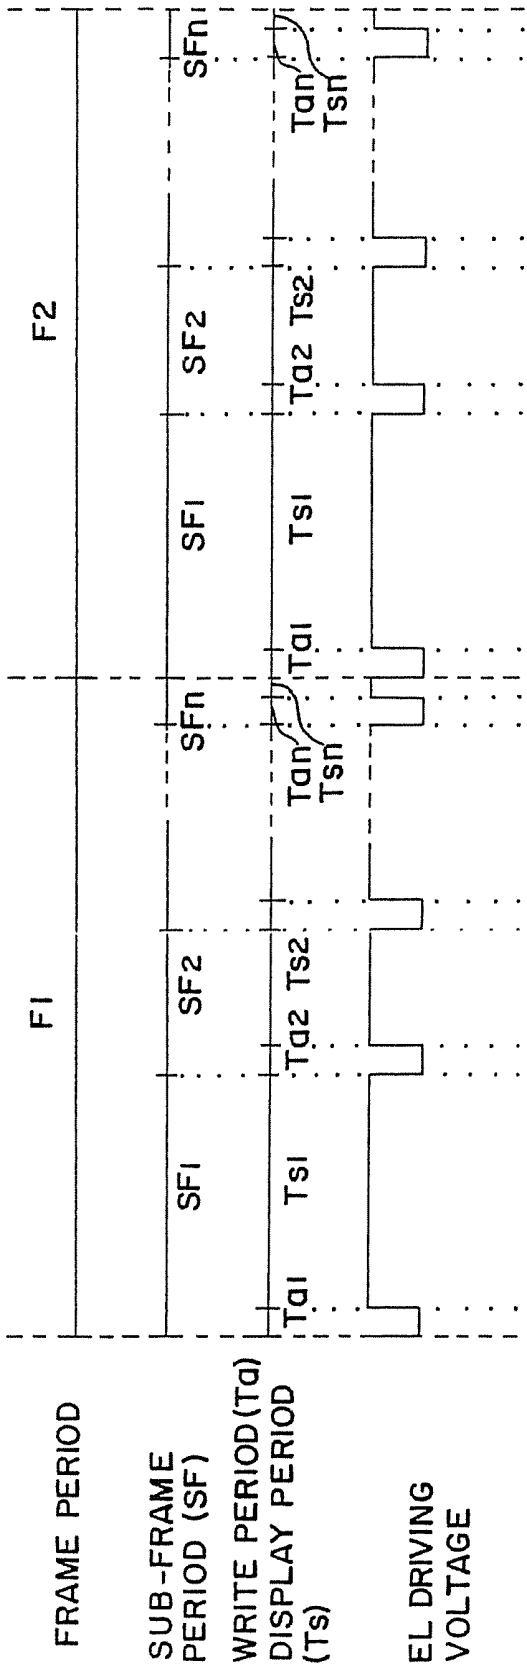 F1
F2
FRAME PERIOD
SUB-FRAME
PERIOD (SF)
SF1
SF2
SFn
SF1
SF2
SFn
WRITE PERIOD (Ta)
DISPLAY PERIOD
(Ts)
Ta1
Ts1
Ta2
Ts2
Tan
Tsn
Ta1
Ts1
Ta2
Ts2
Tan
Tsn
EL DRIVING
VOLTAGE